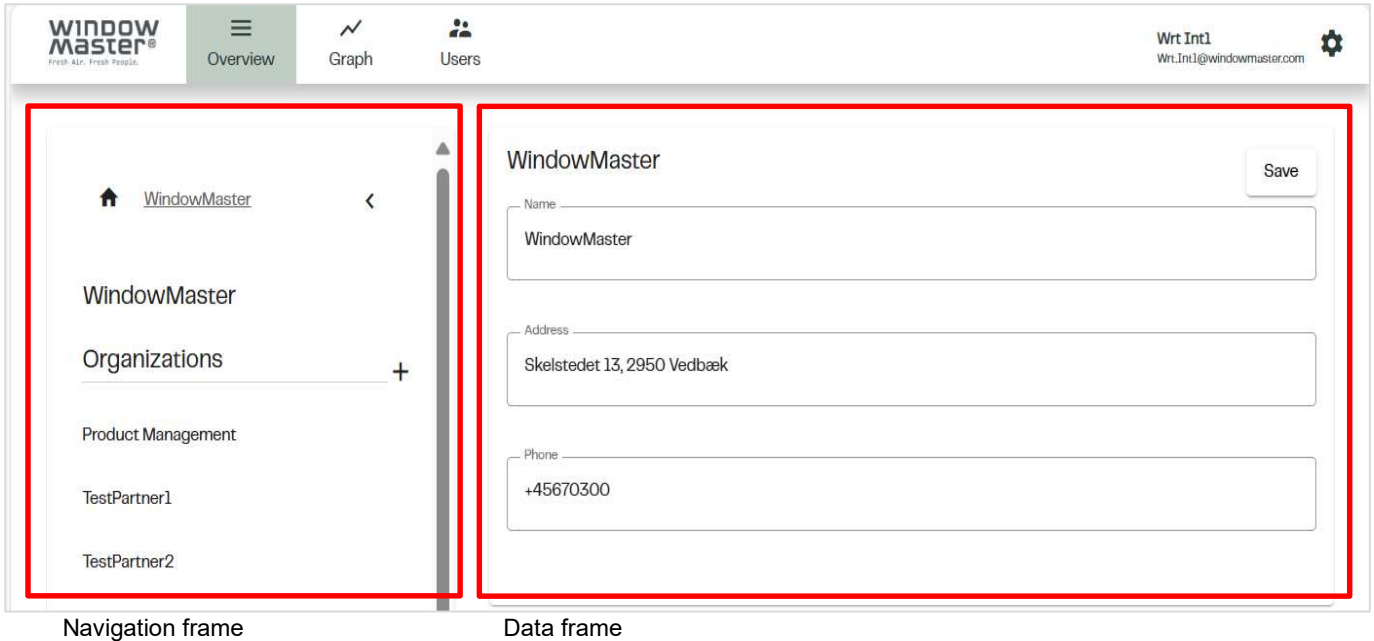 WINDOW
Master®
Fresh Air. Fresh People.
Overview
Graph
Users
Wrt Intl
Wrt.Intl@windowmaster.com
WindowMaster
WindowMaster
Organizations
Product Management
TestPartner1
TestPartner2
WindowMaster
Save
Name
WindowMaster
Address
Skelstedet 13, 2950 Vedbæk
Phone
+45670300
Navigation frame
Data frame